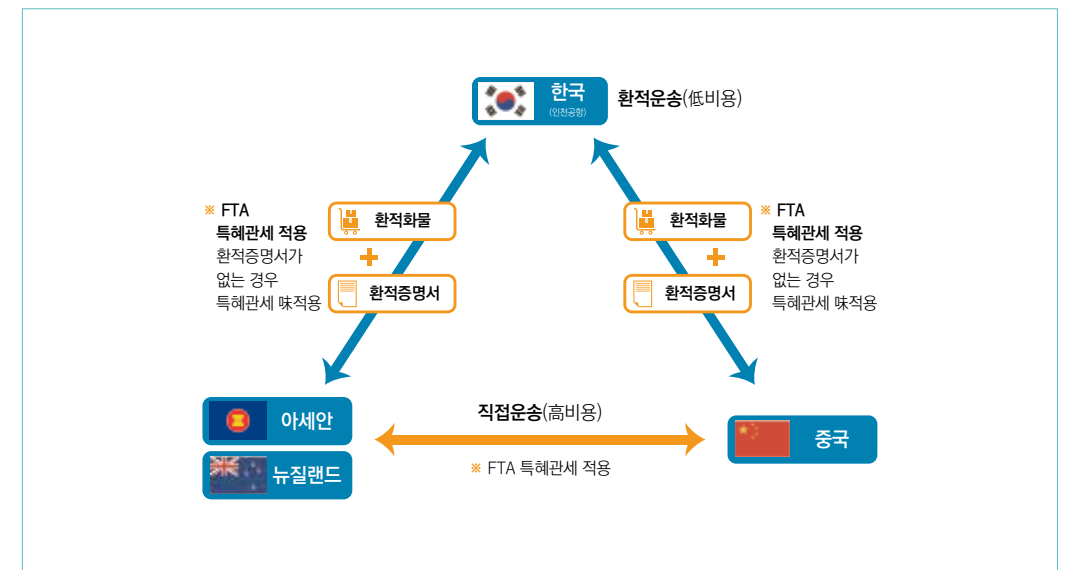 한국
(인천공항)
환적운송(低비용)
※ FTA
특혜관세 적용
환적증명서가
없는 경우
특혜관세 味적용
환적화물
환적증명서
환적화물
환적증명서
※ FTA
특혜관세 적용
환적증명서가
없는 경우
특혜관세 味적용
아세안
뉴질랜드
직접운송(高비용)
※ FTA 특혜관세 적용
중국